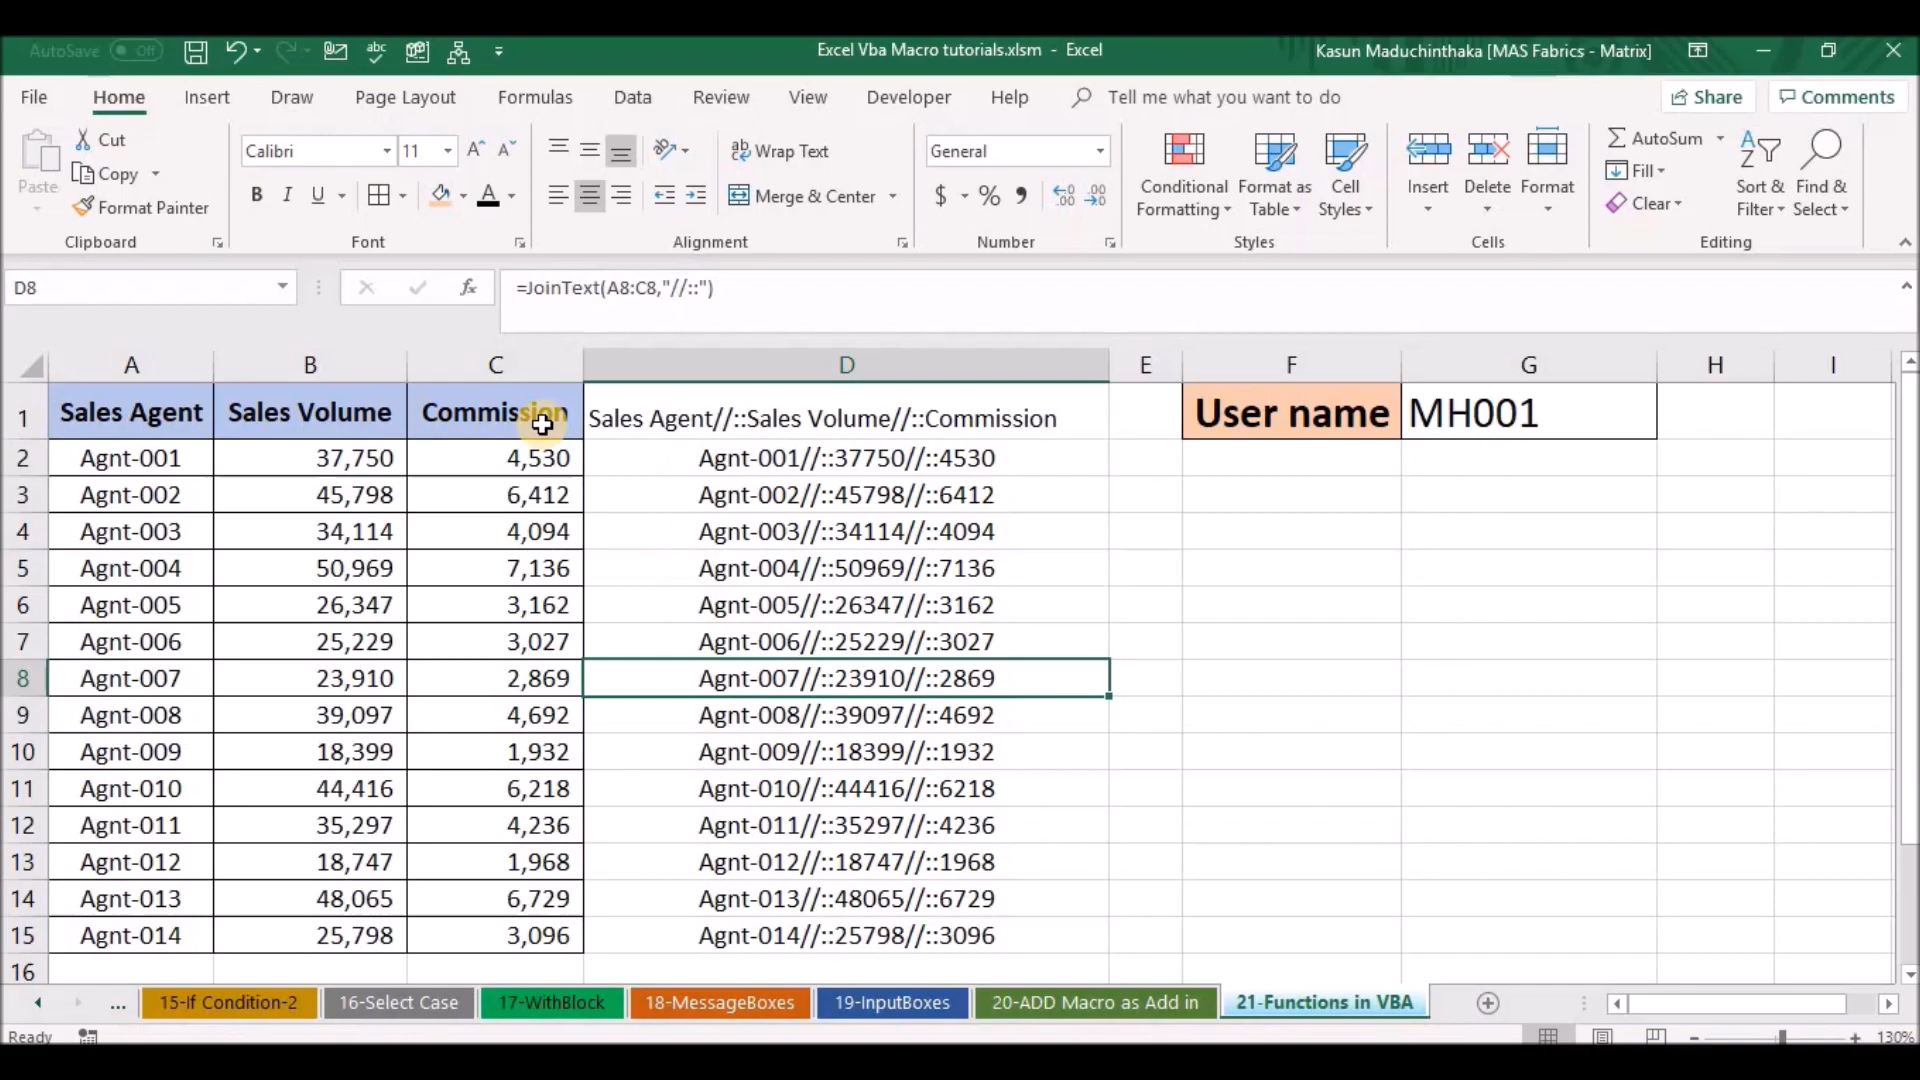 AutoSave Off
Excel Vba Macro tutorials.xlsm - Excel
Kasun Maduchinthaka [MAS Fabrics - Matrix]
File Home Insert Draw Page Layout Formulas Data Review View Developer Help Tell me what you want to do Share Comments
Paste
Cut
Copy
Format Painter
Clipboard
Calibri 11
B I U
Font
Wrap Text
Merge & Center
Alignment
General
$ % ,
Number
Conditional Formatting
Format as Table
Cell Styles
Styles
Insert Delete Format
Cells
AutoSum
Fill
Clear
Sort & Filter
Find & Select
Editing
D8 fx =JoinText(A8:C8,"//::")
A B C D E F G H I
1 Sales Agent Sales Volume Commission Sales Agent//::Sales Volume//::Commission User name MH001
2 Agnt-001 37,750 4,530 Agnt-001//::37750//::4530
3 Agnt-002 45,798 6,412 Agnt-002//::45798//::6412
4 Agnt-003 34,114 4,094 Agnt-003//::34114//::4094
5 Agnt-004 50,969 7,136 Agnt-004//::50969//::7136
6 Agnt-005 26,347 3,162 Agnt-005//::26347//::3162
7 Agnt-006 25,229 3,027 Agnt-006//::25229//::3027
8 Agnt-007 23,910 2,869 Agnt-007//::23910//::2869
9 Agnt-008 39,097 4,692 Agnt-008//::39097//::4692
10 Agnt-009 18,399 1,932 Agnt-009//::18399//::1932
11 Agnt-010 44,416 6,218 Agnt-010//::44416//::6218
12 Agnt-011 35,297 4,236 Agnt-011//::35297//::4236
13 Agnt-012 18,747 1,968 Agnt-012//::18747//::1968
14 Agnt-013 48,065 6,729 Agnt-013//::48065//::6729
15 Agnt-014 25,798 3,096 Agnt-014//::25798//::3096
16
... 15-If Condition-2 16-Select Case 17-WithBlock 18-MessageBoxes 19-InputBoxes 20-ADD Macro as Add in 21-Functions in VBA
Ready 130%